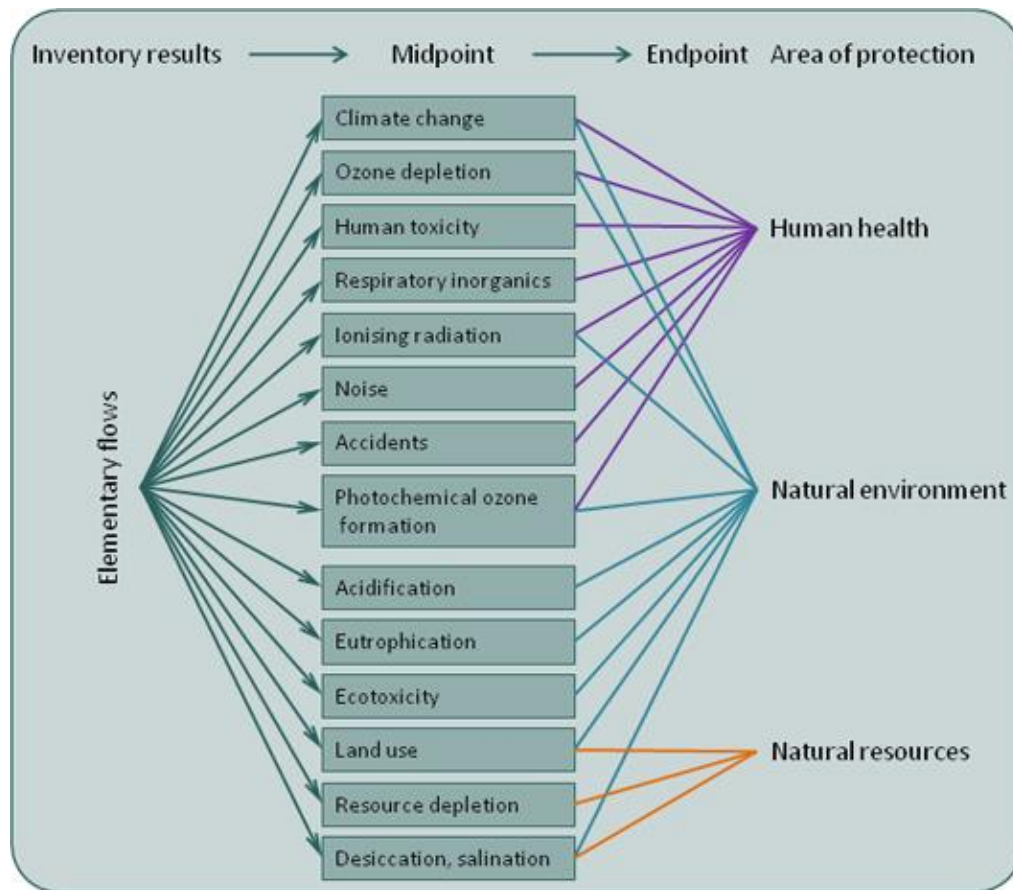 Inventory results
Midpoint
Endpoint Area of protection
Climate change
Ozone depletion
Human toxicity
Respiratory inorganics
Ionising radiation
Noise
Accidents
Photochemical ozone
formation
Acidification
Eutrophication
Ecotoxicity
Land use
Resource depletion
Desiccation, salination
Elementary flows
Human health
Natural environment
Natural resources